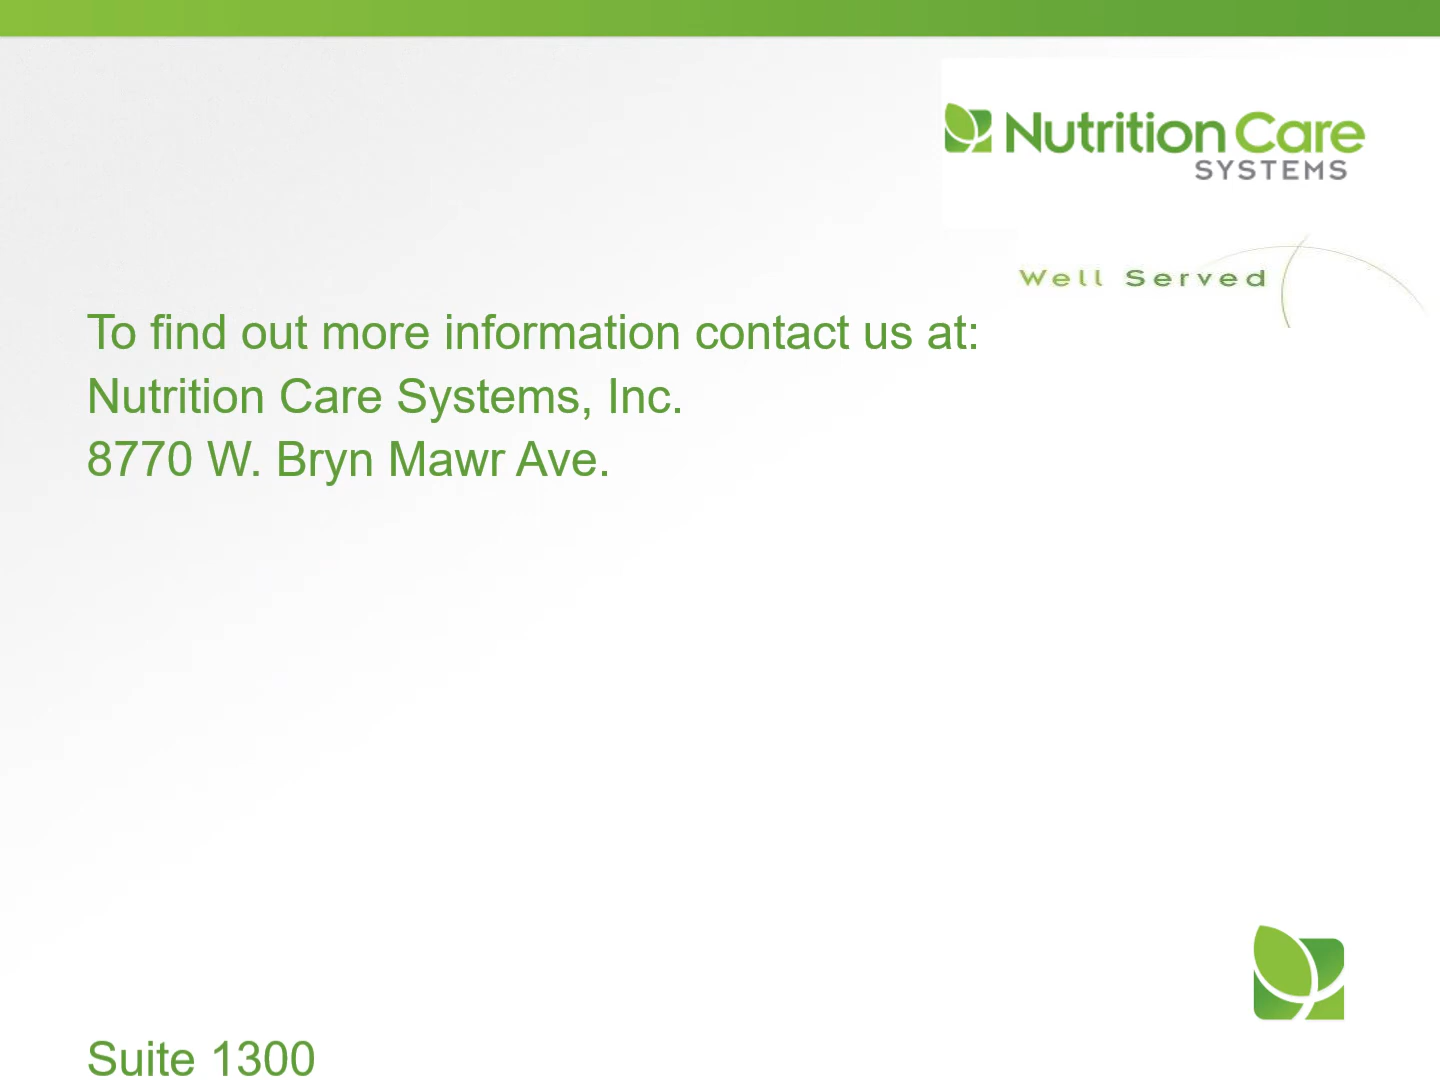 Nutrition Care
SYSTEMS
Well Served
To find out more information contact us at:
Nutrition Care Systems, Inc.
8770 W. Bryn Mawr Ave.
Suite 1300